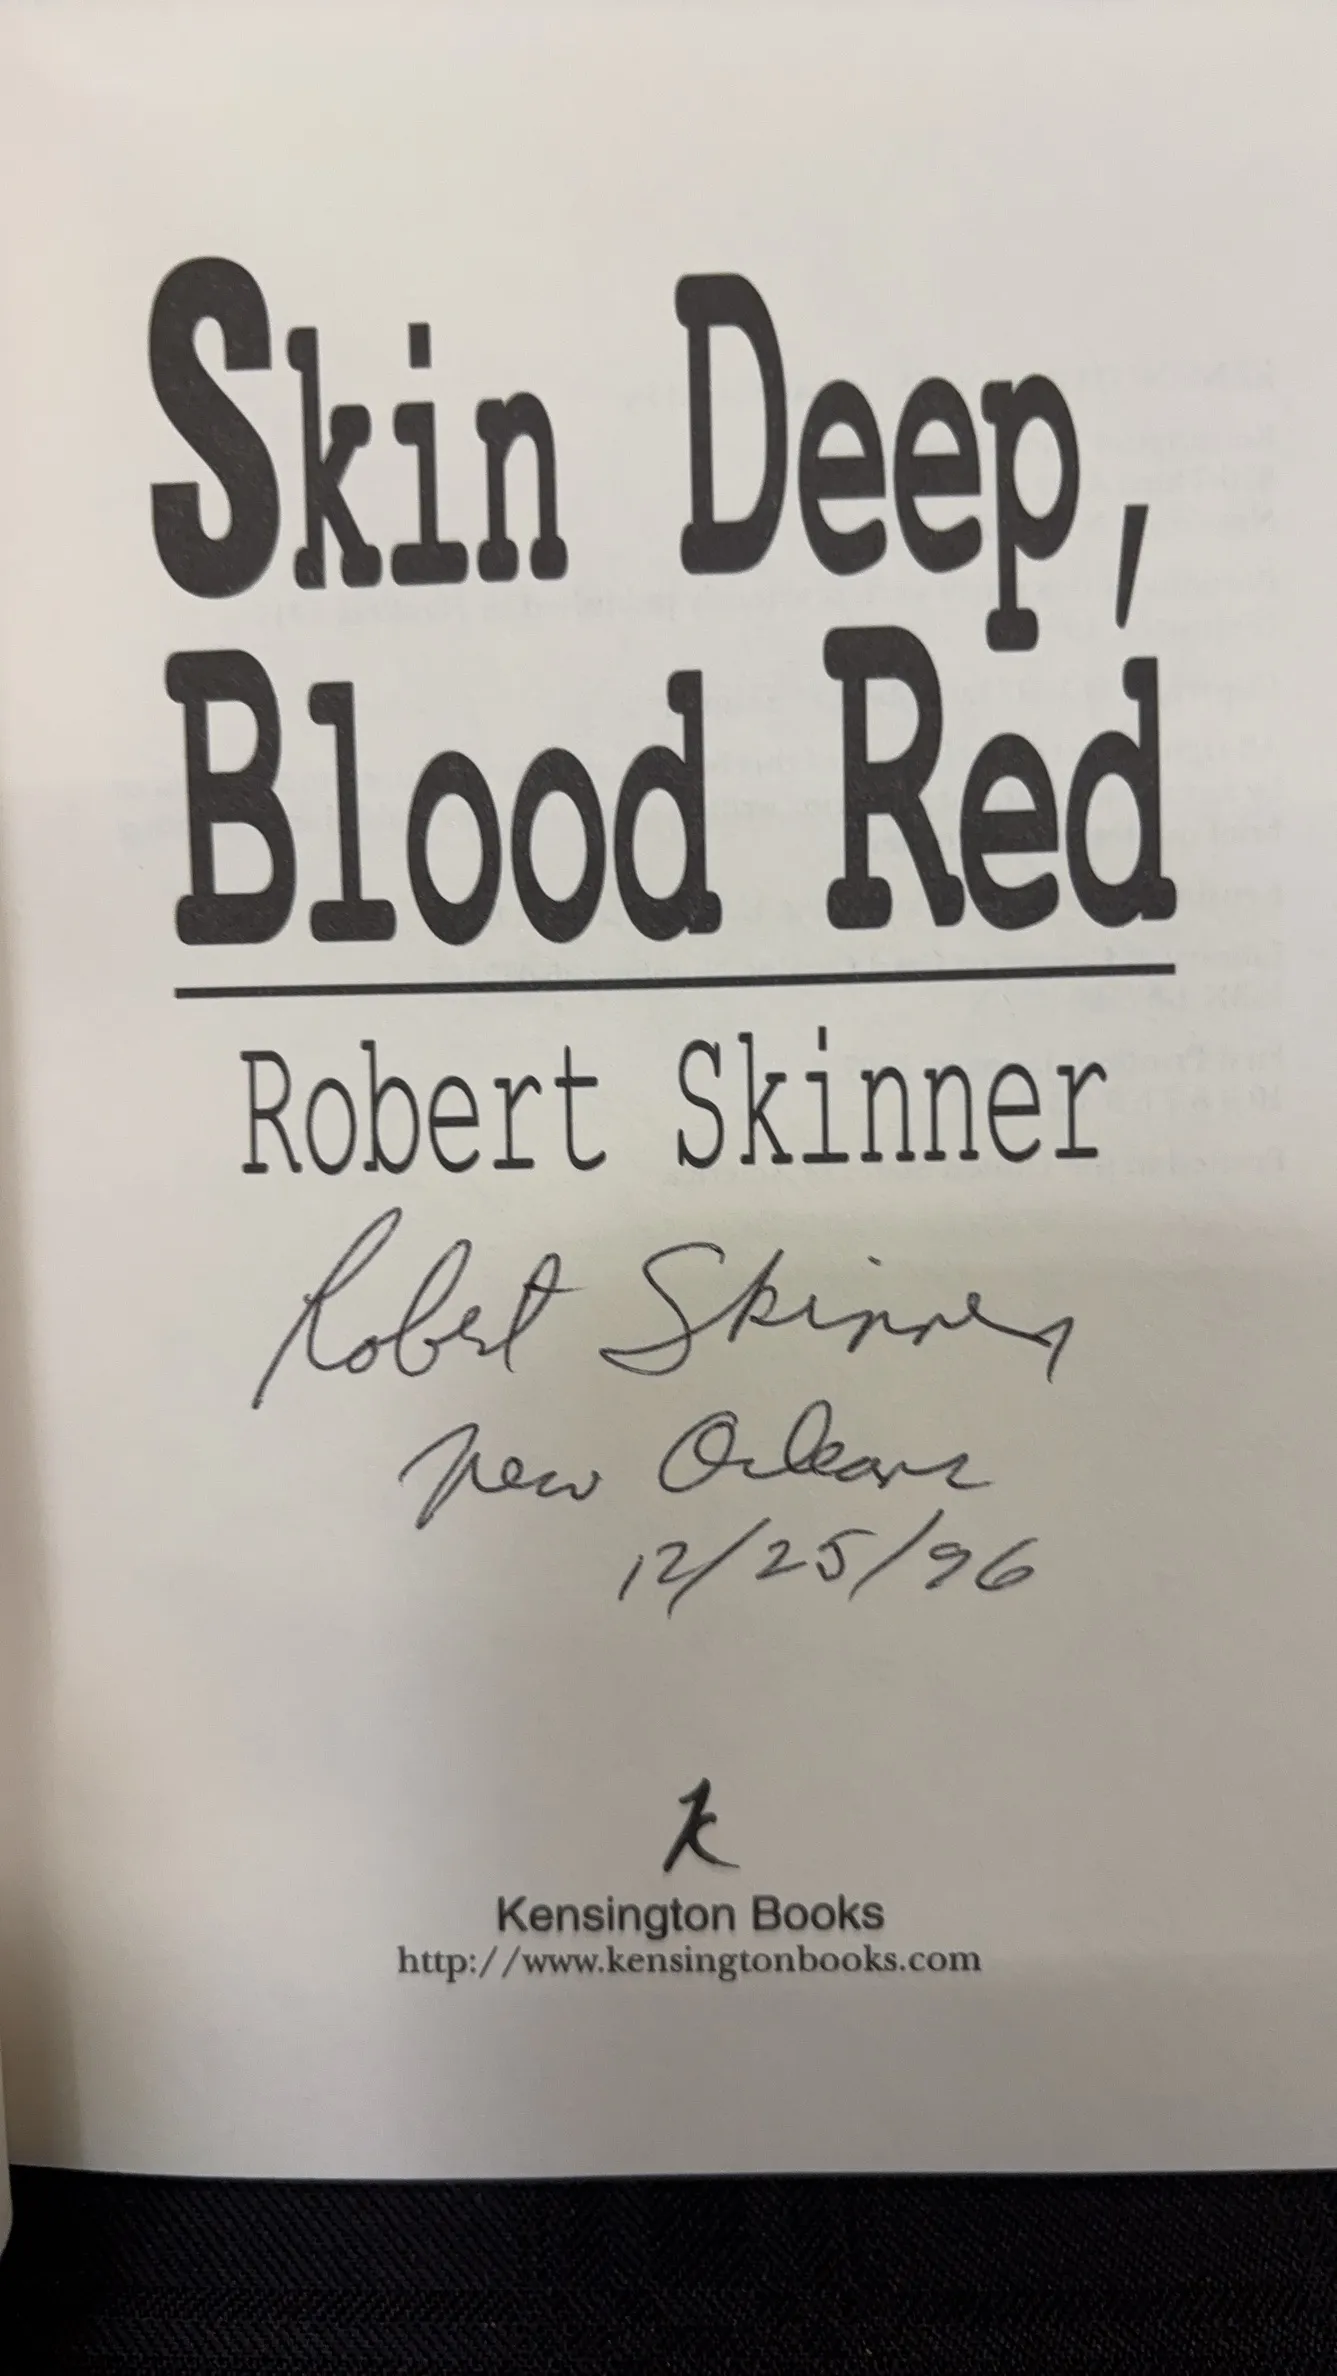 Skin Deep,
Blood Red
Robert Skinner
Robert Skinner
New Orleans
12/25/96
k
Kensington Books
http://www.kensingtonbooks.com